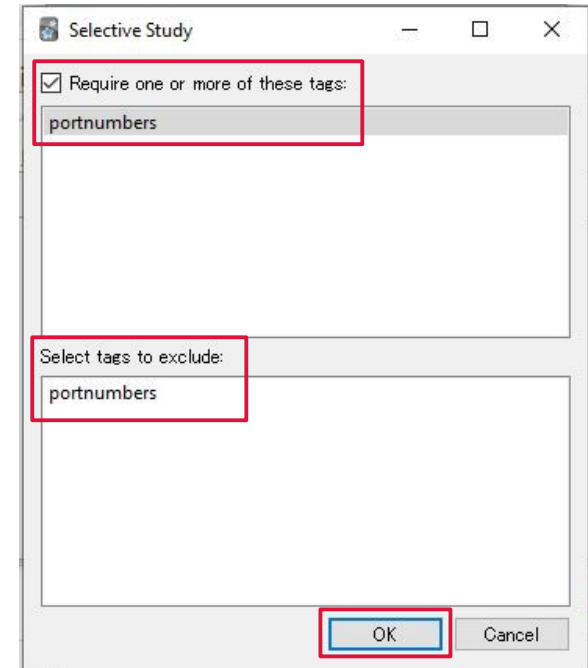 Selective Study
Require one or more of these tags:
portnumbers
Select tags to exclude:
portnumbers
OK Cancel